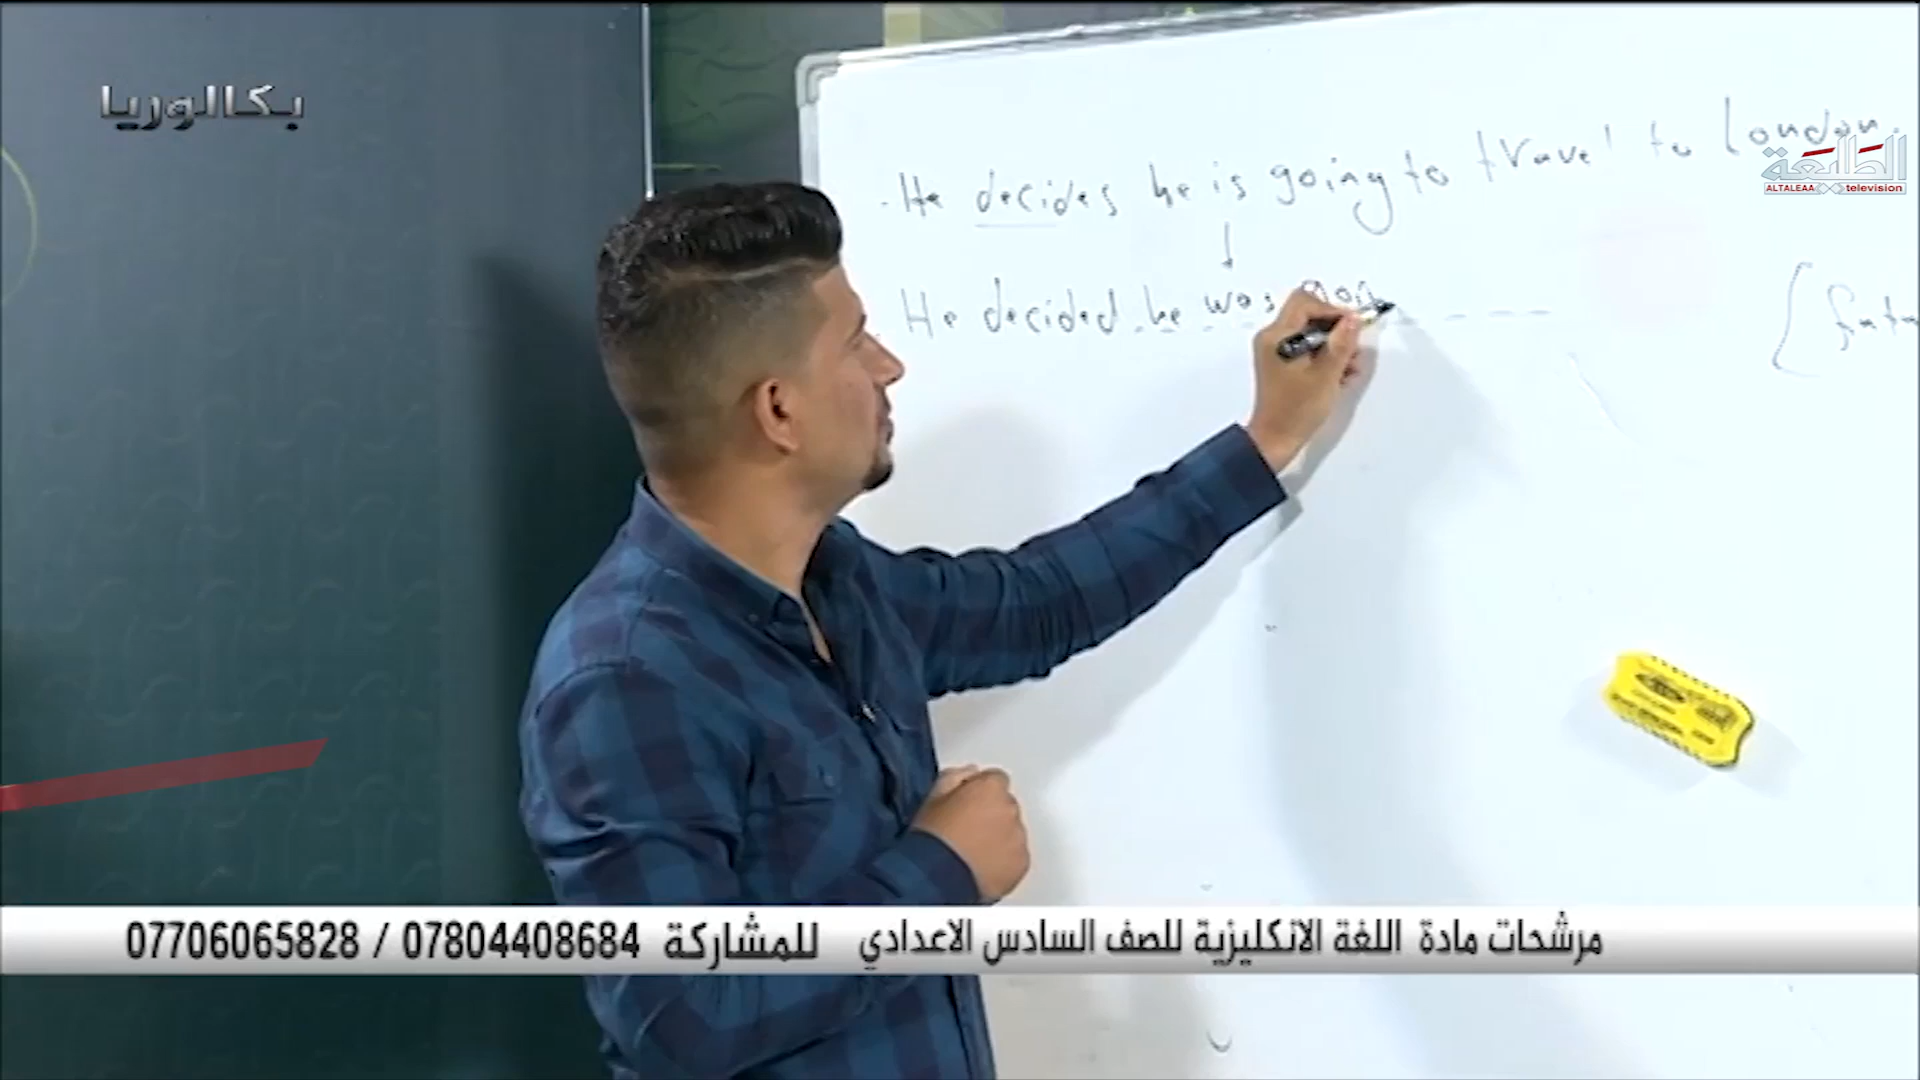 بكالوريا
الطليعة
ALTALEAA television
. He decides he is going to travel to London.
. He decided he was
مرشحات مادة اللغة الانكليزية للصف السادس الاعدادي للمشاركة 07804408684 / 07706065828